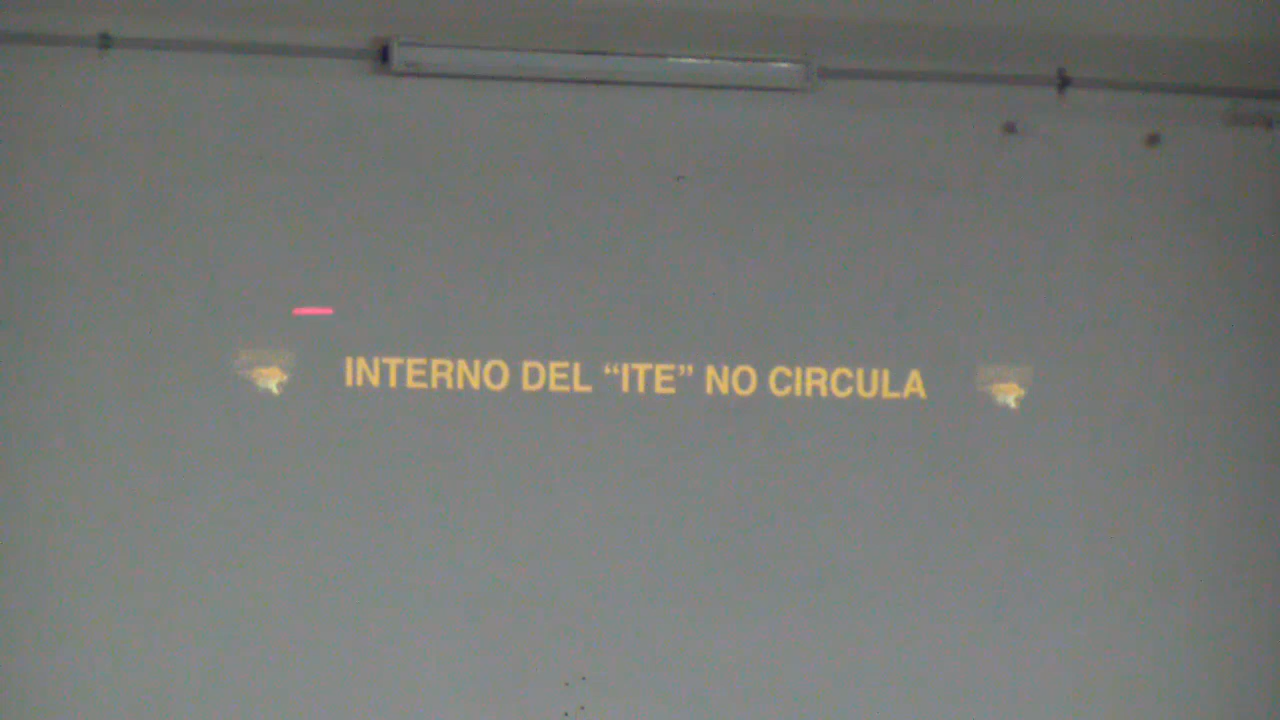 INTERNO DEL “ITE” NO CIRCULA